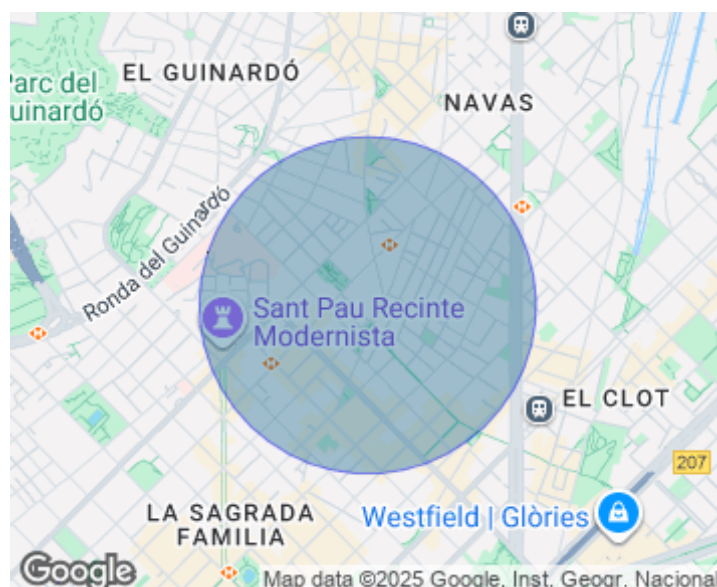 EL GUINARDÓ
Parc del
uinardó
NAVAS
Ronda del Guinardó
Sant Pau Recinte
Modernista
EL CLOT
207
LA SAGRADA
FAMILIA
Westfield | Glòries
Google
Map data ©2025 Google, Inst. Geogr. Nacional